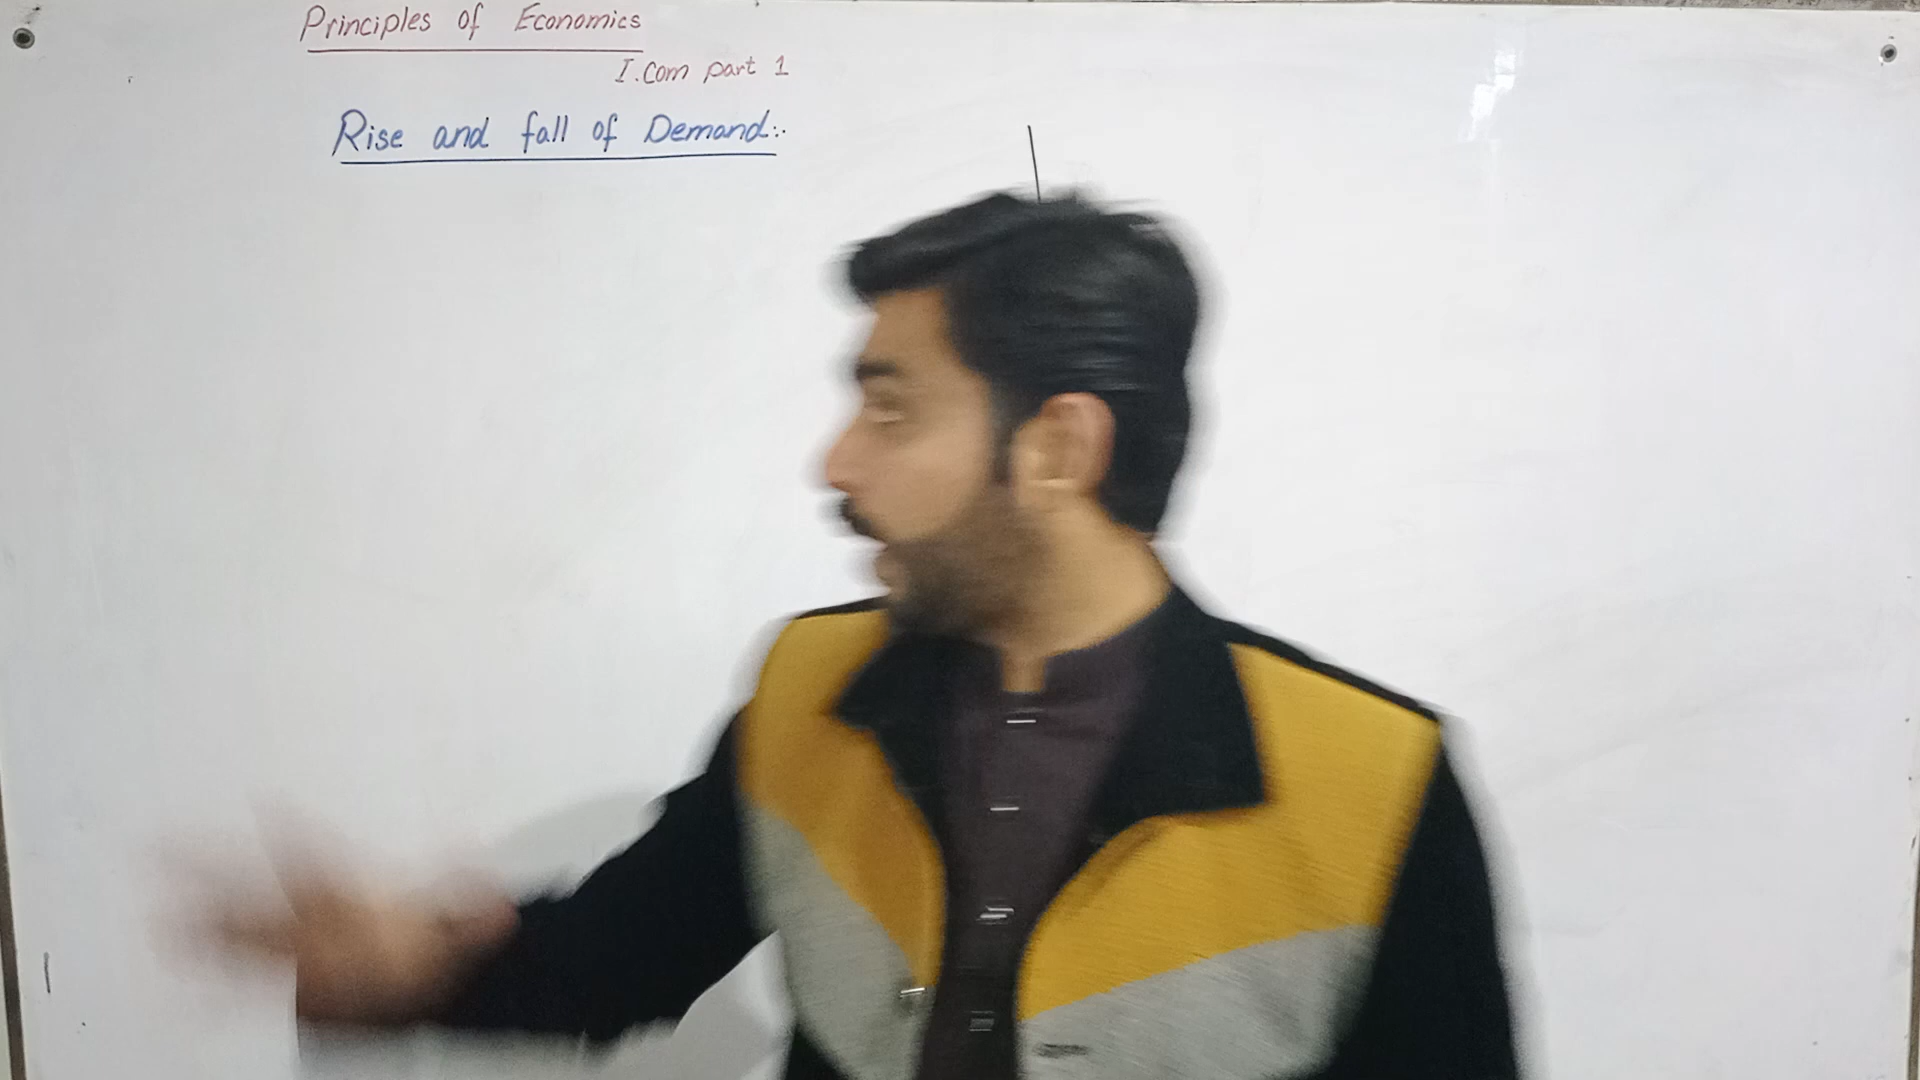 Principles of Economics
I.Com part 1
Rise and fall of Demand:.